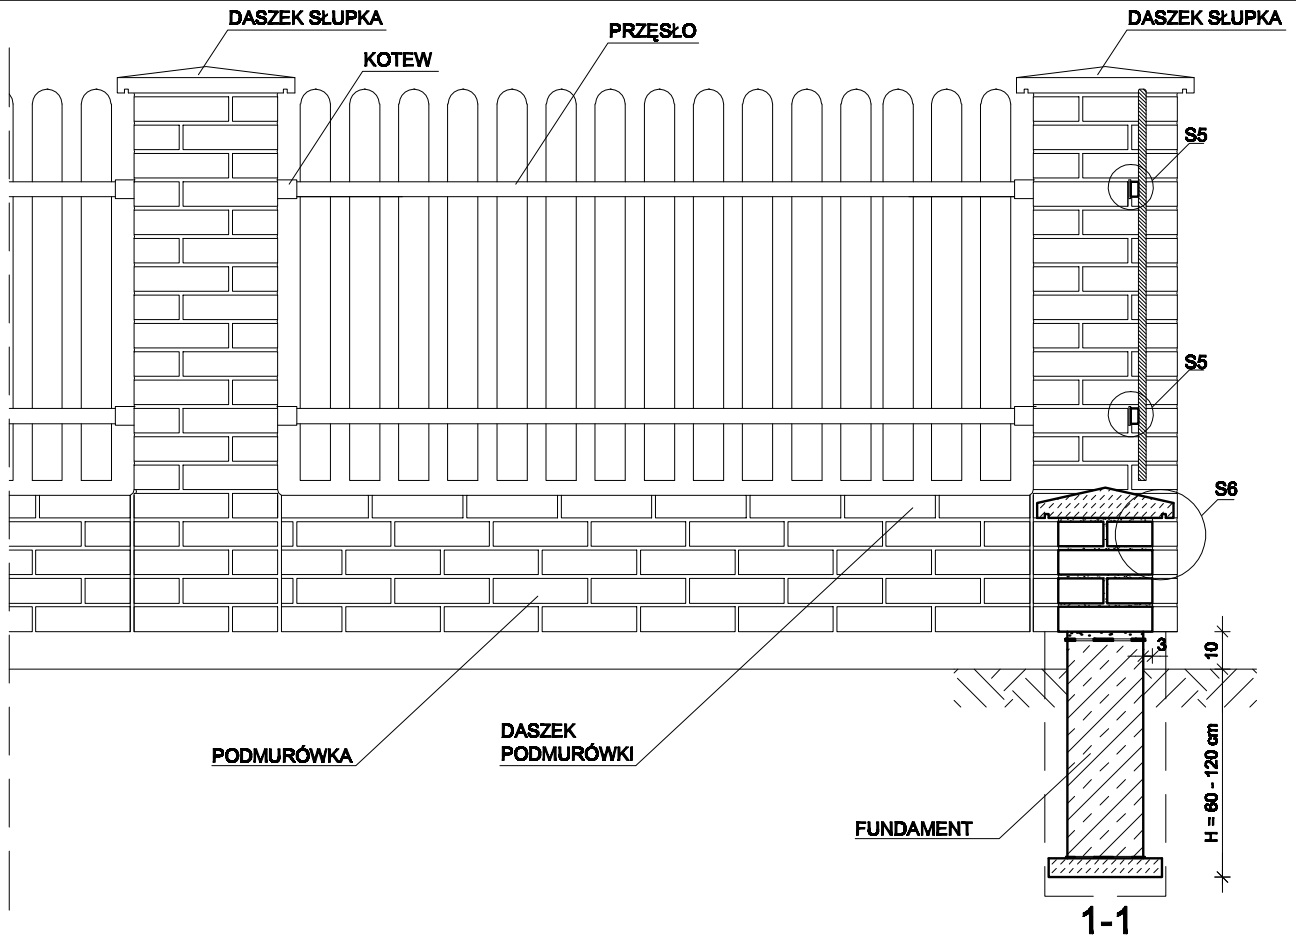 DASZEK SŁUPKA
PRZĘSŁO
DASZEK SŁUPKA
KOTEW
S5
S5
S6
3
10
DASZEK
PODMURÓWKI
PODMURÓWKA
H = 60 - 120 cm
FUNDAMENT
1-1